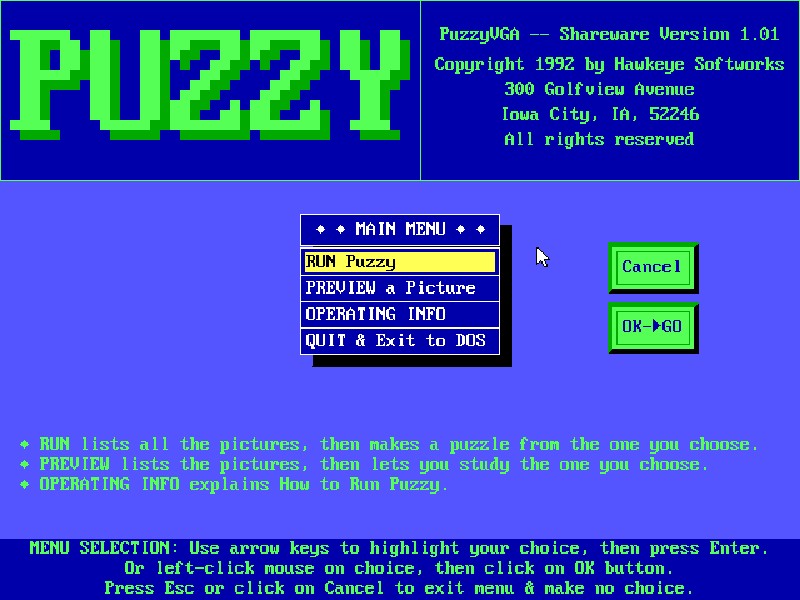 PUZZY
PuzzyVGA -- Shareware Version 1.01
Copyright 1992 by Hawkeye Softworks
300 Golfview Avenue
Iowa City, IA, 52246
All rights reserved
♦ ♦ MAIN MENU ♦ ♦
RUN Puzzy
PREVIEW a Picture
OPERATING INFO
QUIT & Exit to DOS
Cancel
OK-►GO
♦ RUN lists all the pictures, then makes a puzzle from the one you choose.
♦ PREVIEW lists the pictures, then lets you study the one you choose.
♦ OPERATING INFO explains How to Run Puzzy.
MENU SELECTION: Use arrow keys to highlight your choice, then press Enter.
Or left-click mouse on choice, then click on OK button.
Press Esc or click on Cancel to exit menu & make no choice.